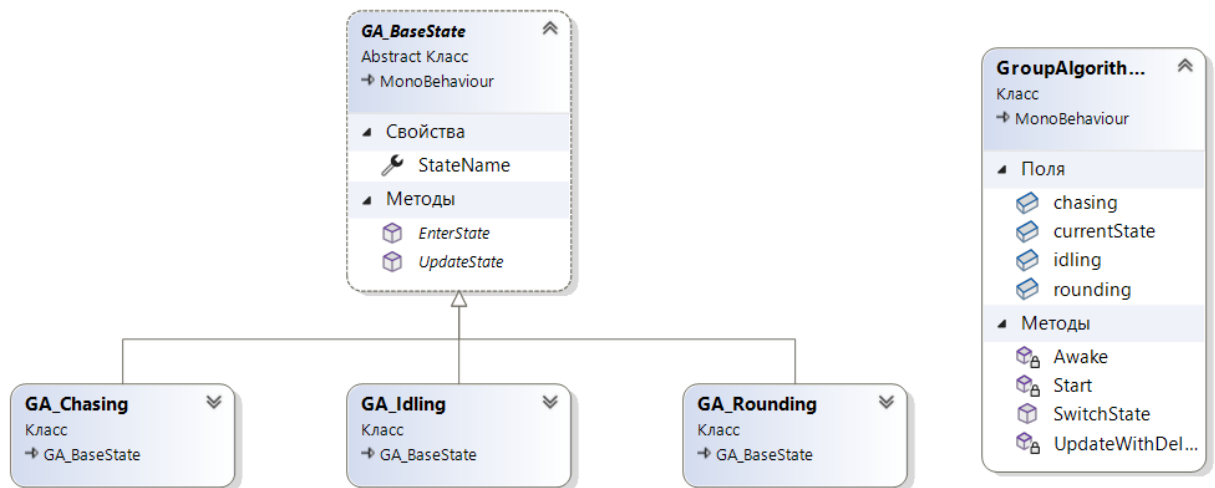 GA_BaseState
Abstract Класс
MonoBehaviour
Свойства
StateName
Методы
EnterState
UpdateState
GA_Chasing
Класс
GA_BaseState
GA_Idling
Класс
GA_BaseState
GA_Rounding
Класс
GA_BaseState
GroupAlgorith...
Класс
MonoBehaviour
Поля
chasing
currentState
idling
rounding
Методы
Awake
Start
SwitchState
UpdateWithDel...